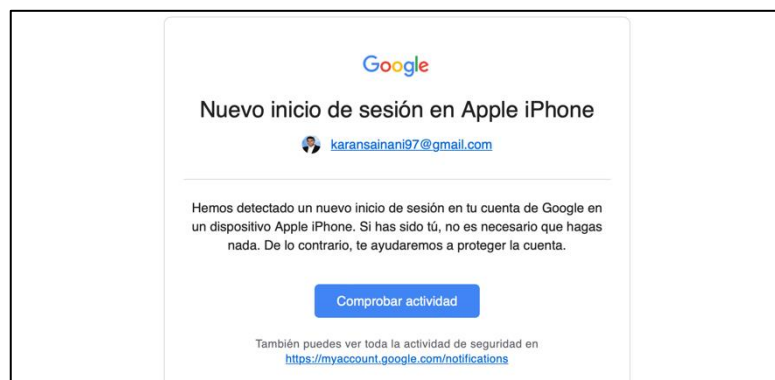 Google
Nuevo inicio de sesión en Apple iPhone
karansainani97@gmail.com
Hemos detectado un nuevo inicio de sesión en tu cuenta de Google en
un dispositivo Apple iPhone. Si has sido tú, no es necesario que hagas
nada. De lo contrario, te ayudaremos a proteger la cuenta.
Comprobar actividad
También puedes ver toda la actividad de seguridad en
https://myaccount.google.com/notifications